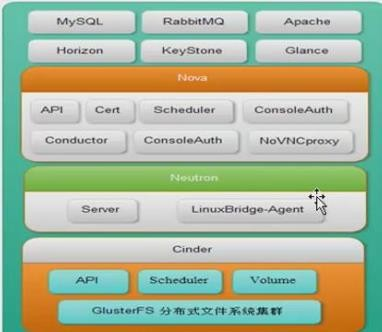 MySQL RabbitMQ Apache
Horizon KeyStone Glance
Nova
API Cert Scheduler ConsoleAuth
Conductor ConsoleAuth NoVNCproxy
Neutron
Server LinuxBridge-Agent
Cinder
API Scheduler Volume
GlusterFS 分布式文件系统集群